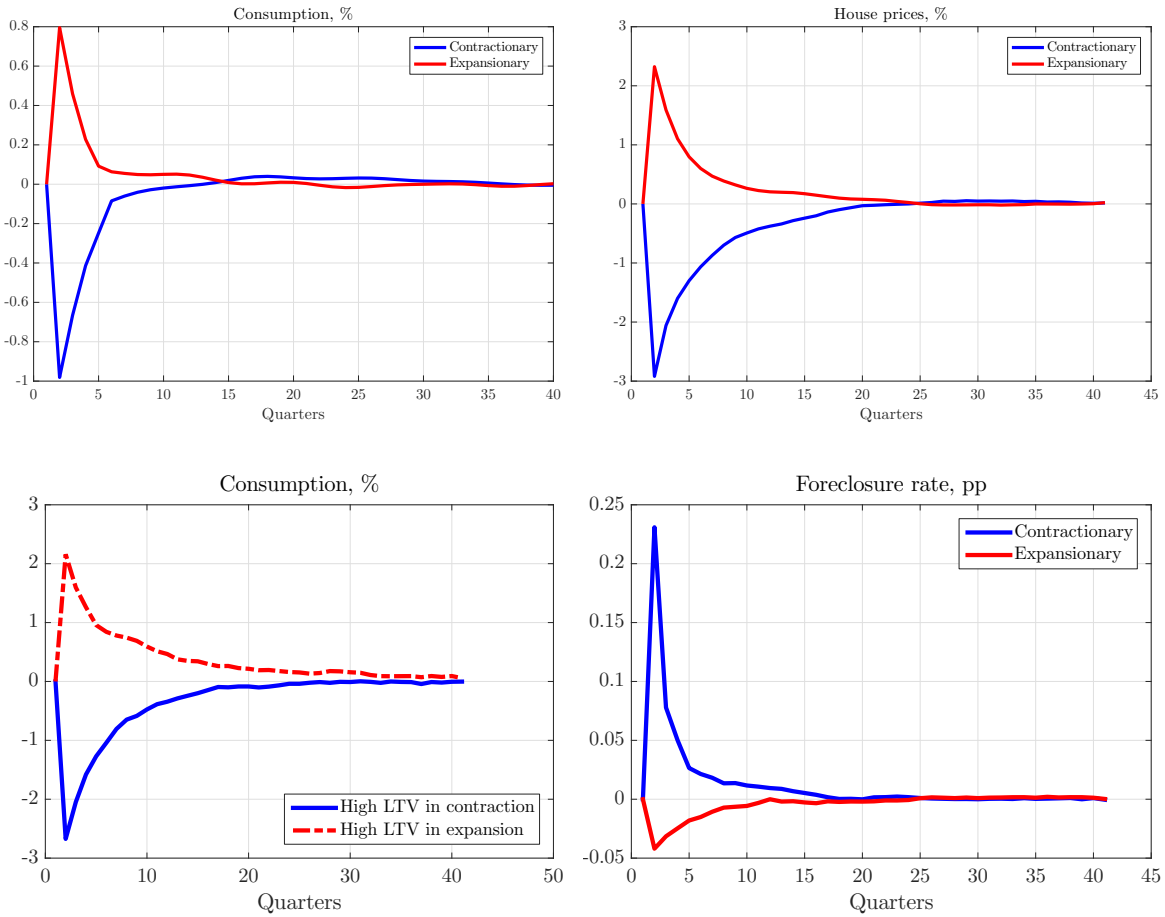 Consumption, %
0.8
0.6
0.4
0.2
0
-0.2
-0.4
-0.6
-0.8
-1
0 5 10 15 20 25 30 35 40
Quarters
Contractionary
Expansionary
House prices, %
3
2
1
0
-1
-2
-3
0 5 10 15 20 25 30 35 40 45
Quarters
Contractionary
Expansionary
Consumption, %
3
2
1
0
-1
-2
-3
0 10 20 30 40 50
Quarters
High LTV in contraction
High LTV in expansion
Foreclosure rate, pp
0.25
0.2
0.15
0.1
0.05
0
-0.05
0 5 10 15 20 25 30 35 40 45
Quarters
Contractionary
Expansionary